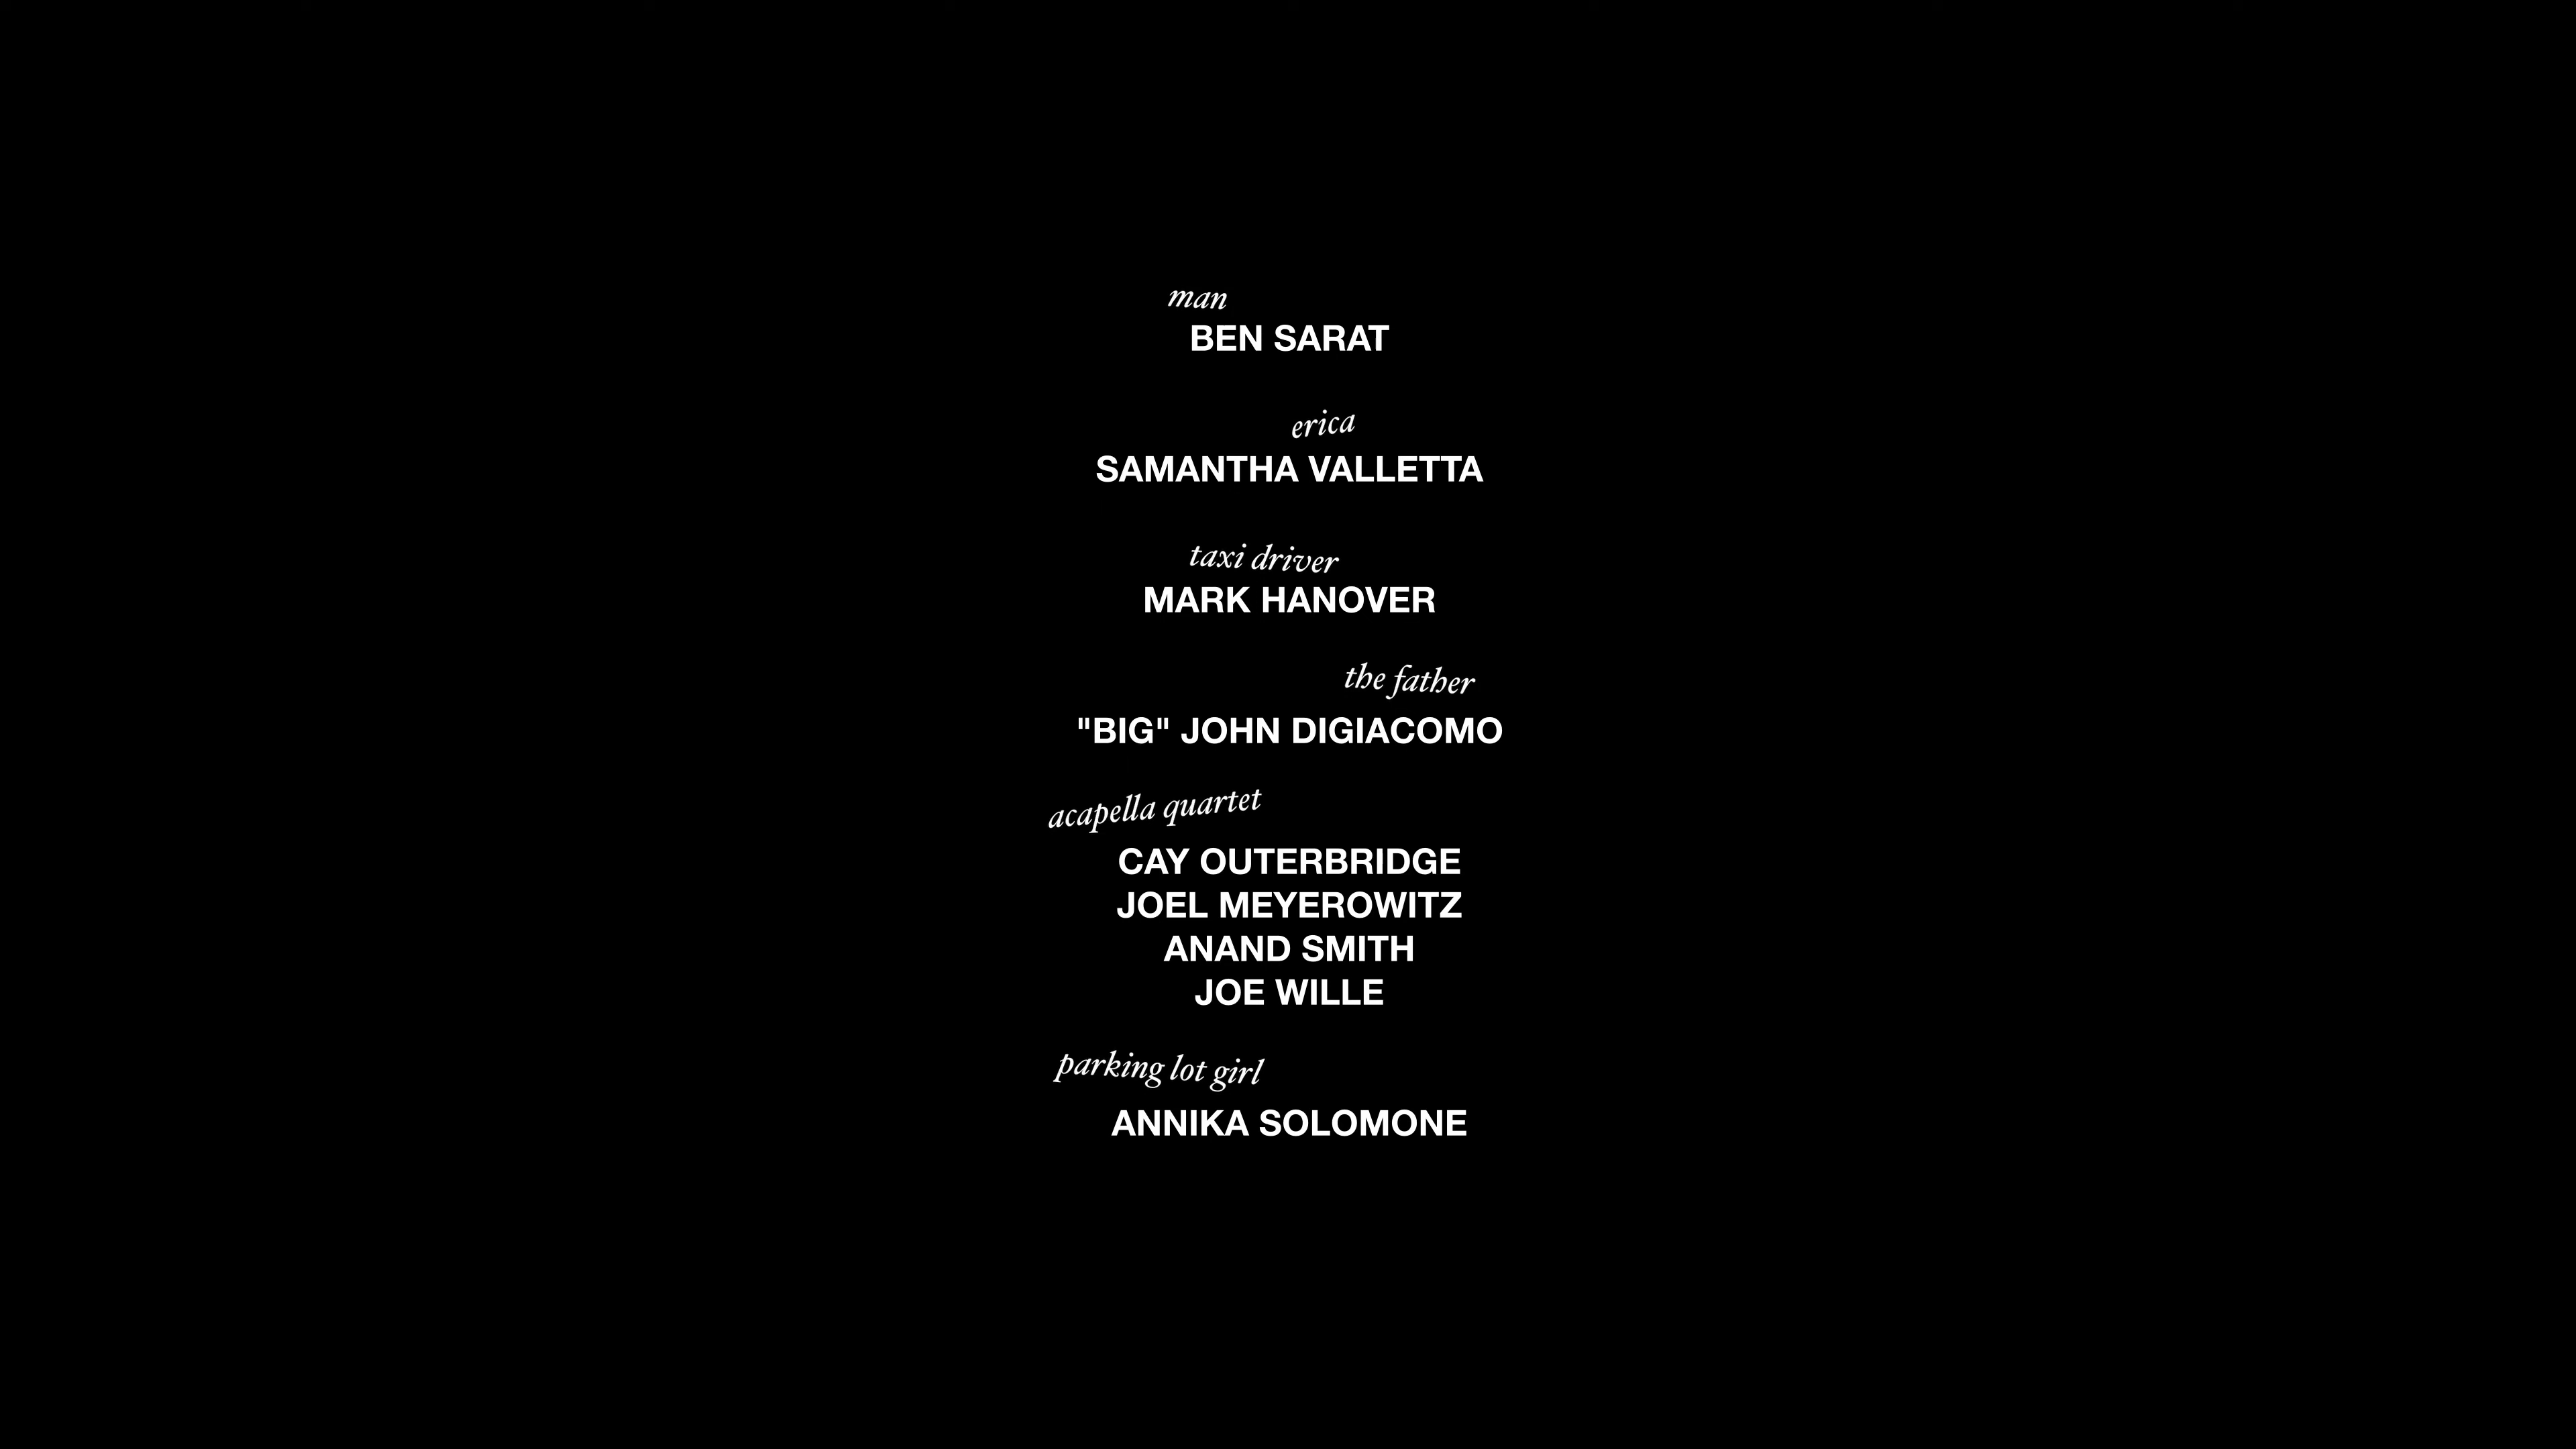 man
BEN SARAT
erica
SAMANTHA VALLETTA
taxi driver
MARK HANOVER
the father
"BIG" JOHN DIGIACOMO
acapella quartet
CAY OUTERBRIDGE
JOEL MEYEROWITZ
ANAND SMITH
JOE WILLE
parking lot girl
ANNIKA SOLOMONE